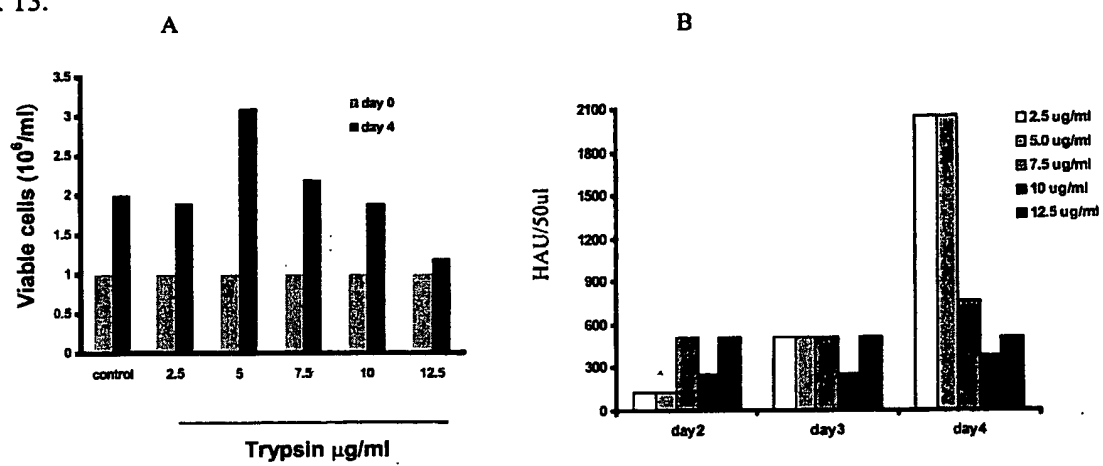 13.
A
B
Viable cells (10⁶/ml)
3.5
3
2.5
2
1.5
1
0.5
0
day 0
day 4
control
2.5
5
7.5
10
12.5
Trypsin µg/ml
HAU/50ul
2100
1800
1500
1200
900
600
300
0
2.5 ug/ml
5.0 ug/ml
7.5 ug/ml
10 ug/ml
12.5 ug/ml
day2
day3
day4